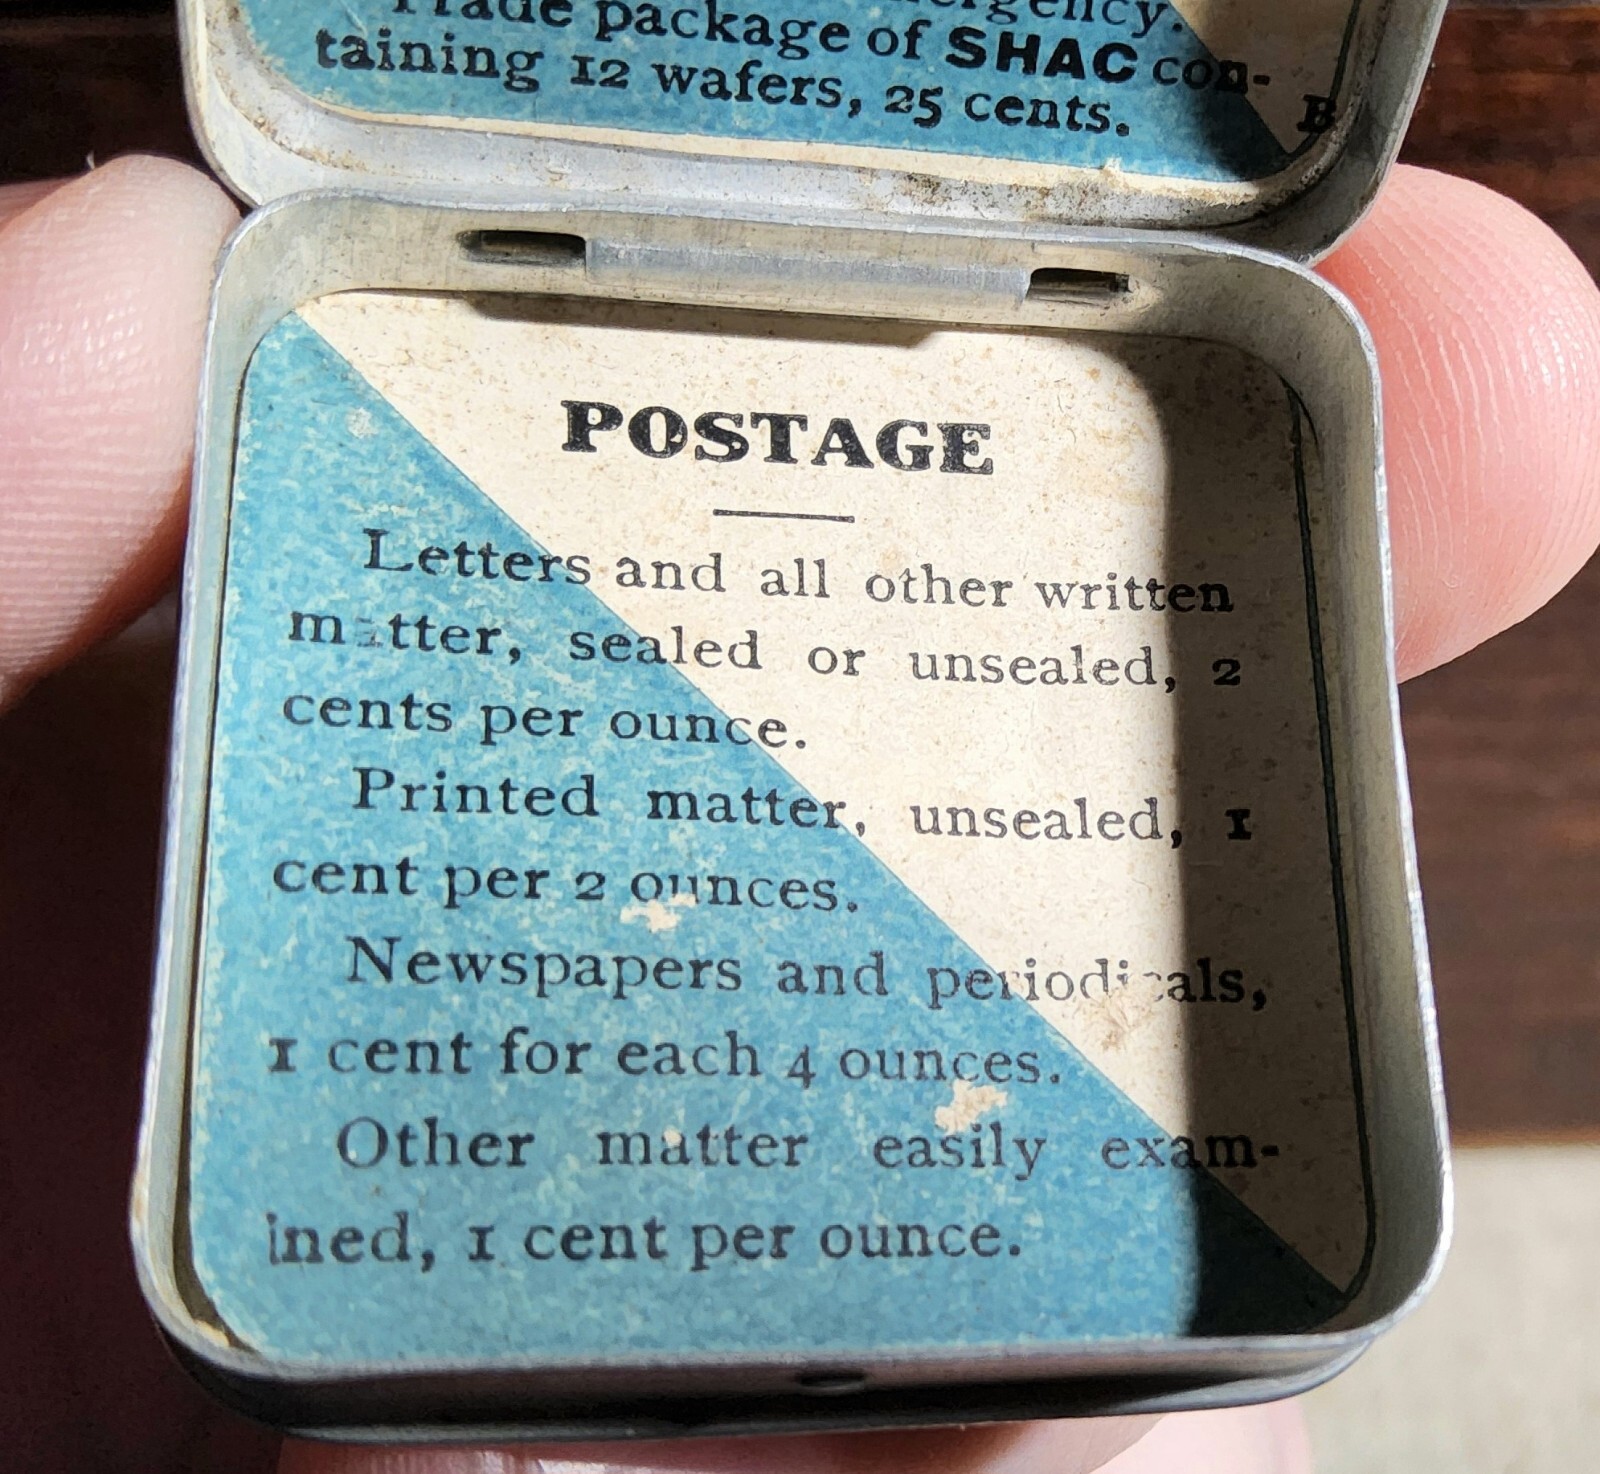 Trade package of SHAC con-
taining 12 wafers, 25 cents.
B
POSTAGE
Letters and all other written
matter, sealed or unsealed, 2
cents per ounce.
Printed matter, unsealed, 1
cent per 2 ounces.
Newspapers and periodicals,
1 cent for each 4 ounces.
Other matter easily exam-
ined, 1 cent per ounce.